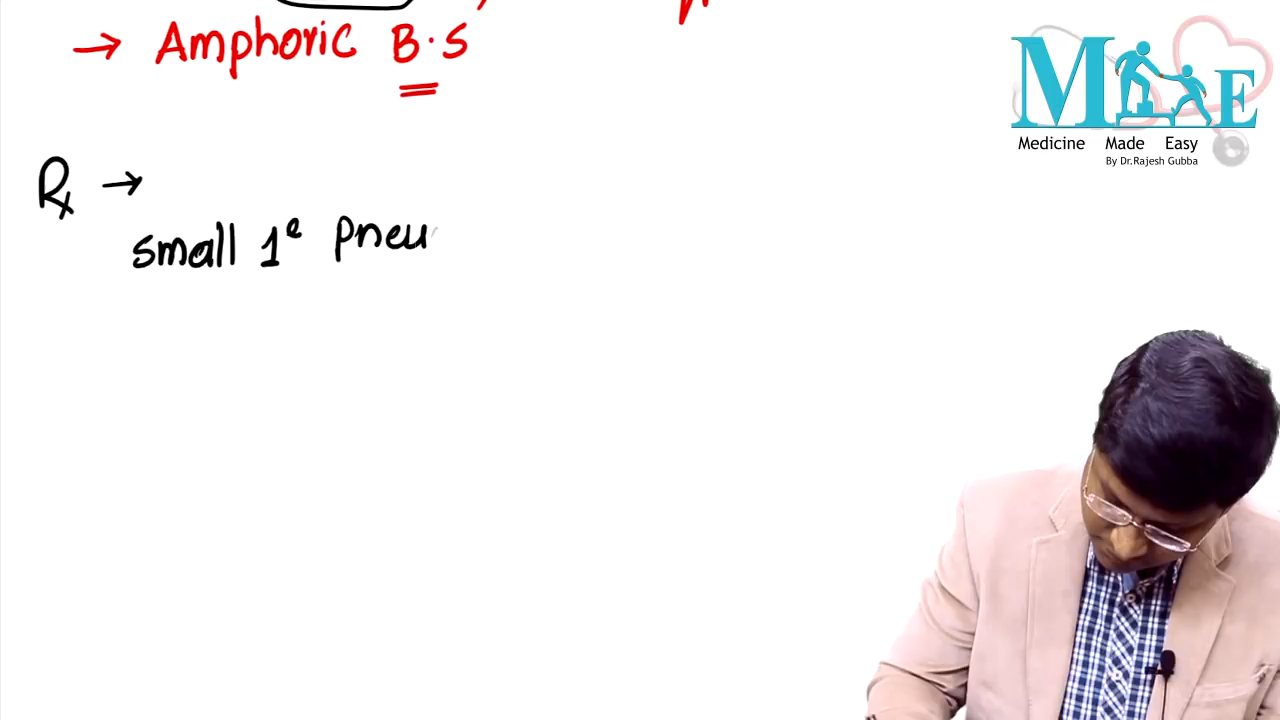 → Amphoric B.S
Rx →
small 1° Pneu
M E
Medicine Made Easy
By Dr.Rajesh Gubba